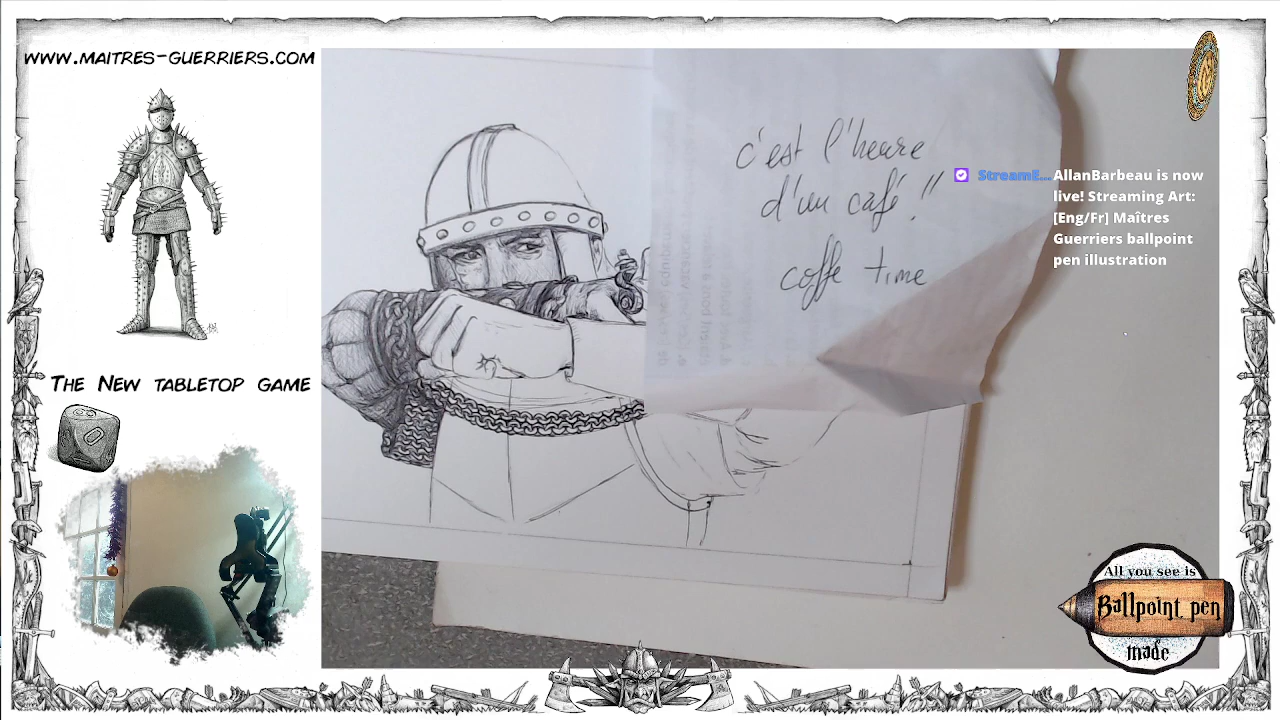 www.maitres-guerriers.com
c'est l'heure
d'un café !!
coffe time
StreamE...AllanBarbeau is now
live! Streaming Art:
[Eng/Fr] Maîtres
Guerriers ballpoint
pen illustration
The New tabletop game
All you see is
Ballpoint pen
made